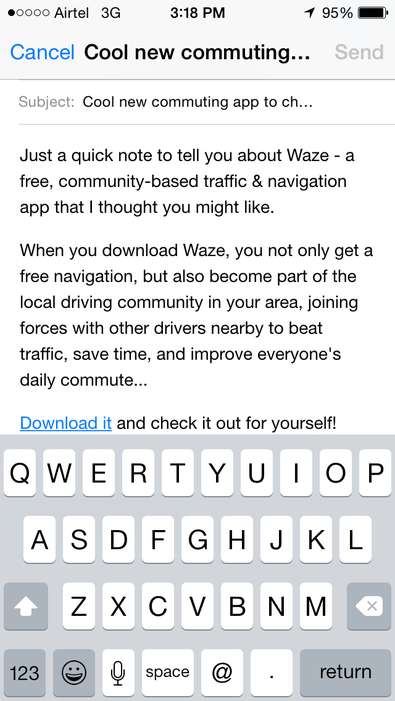 Airtel 3G 3:18 PM 95%
Cancel Cool new commuting... Send
Subject: Cool new commuting app to ch...
Just a quick note to tell you about Waze - a
free, community-based traffic & navigation
app that I thought you might like.
When you download Waze, you not only get a
free navigation, but also become part of the
local driving community in your area, joining
forces with other drivers nearby to beat
traffic, save time, and improve everyone's
daily commute...
Download it and check it out for yourself!
Q W E R T Y U I O P
A S D F G H J K L
Z X C V B N M
123 space @ . return